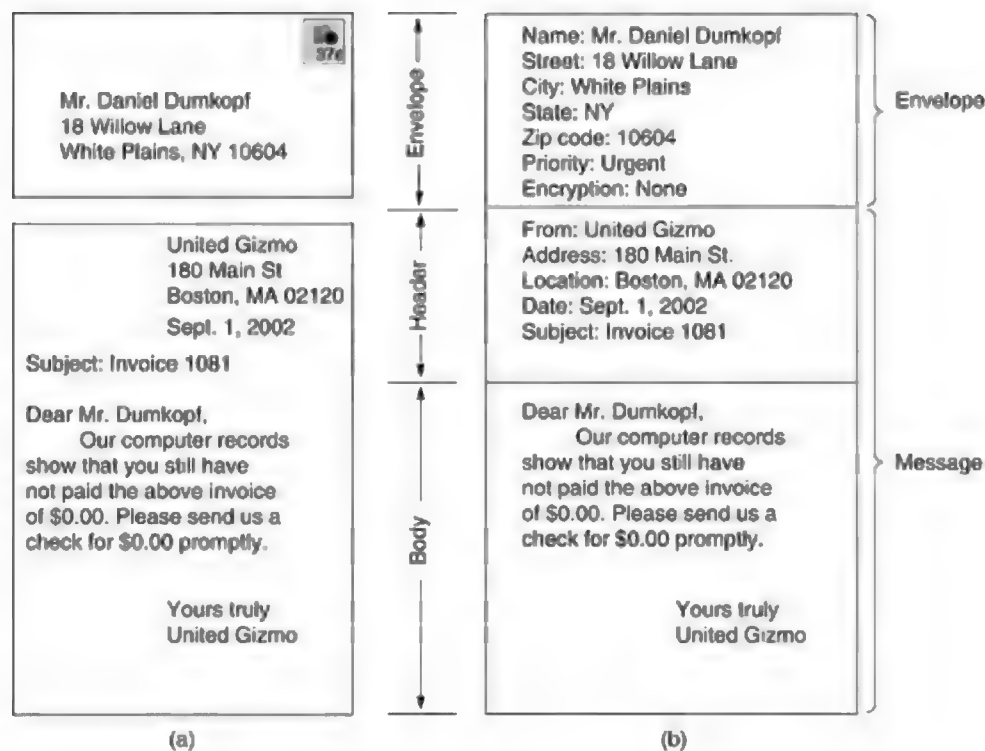 37¢
Mr. Daniel Dumkopf
18 Willow Lane
White Plains, NY 10604
United Gizmo
180 Main St
Boston, MA 02120
Sept. 1, 2002
Subject: Invoice 1081
Dear Mr. Dumkopf,
Our computer records
show that you still have
not paid the above invoice
of $0.00. Please send us a
check for $0.00 promptly.
Yours truly
United Gizmo
(a)
Envelope
Header
Body
Name: Mr. Daniel Dumkopf
Street: 18 Willow Lane
City: White Plains
State: NY
Zip code: 10604
Priority: Urgent
Encryption: None
From: United Gizmo
Address: 180 Main St.
Location: Boston, MA 02120
Date: Sept. 1, 2002
Subject: Invoice 1081
Dear Mr. Dumkopf,
Our computer records
show that you still have
not paid the above invoice
of $0.00. Please send us a
check for $0.00 promptly.
Yours truly
United Gizmo
(b)
Envelope
Message